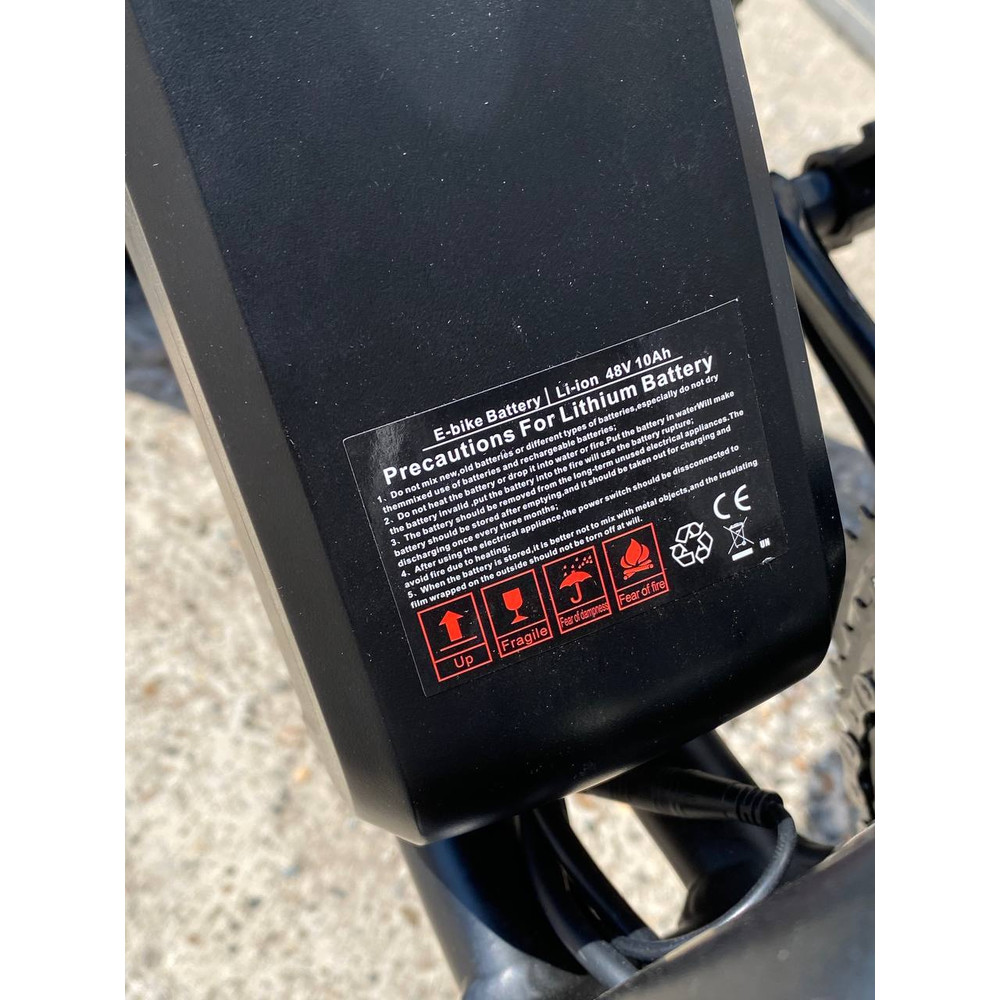 E-bike Battery | Li-ion 48V 10Ah
Precautions For Lithium Battery
1、Do not mix new,old batteries or different types of batteries,especially do not dry
themmixed use of batteries and rechargeable batteries;
2、Do not heat the battery or drop it into water or fire.Put the battery in waterWill make
the battery invalid ,put the battery into the fire will use the battery rupture;
3、The battery should be removed from the long-term unused electrical appliances.The
battery should be stored after emptying,and it should be taken out for charging and
discharging once every three months;
4、After using the electrical appliance,the power switch should be dissconnected to
avoid fire due to heating;
5、When the battery is stored,it is better not to mix with metal objects,and the Insulating
film wrapped on the outside should not be torn off at will.
CE
Up
Fragile
Fear of dampness
Fear of fire